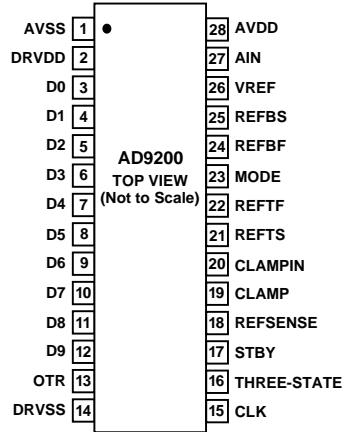 AVSS 1
DRVDD 2
D0 3
D1 4
D2 5
D3 6
D4 7
D5 8
D6 9
D7 10
D8 11
D9 12
OTR 13
DRVSS 14
AD9200
TOP VIEW
(Not to Scale)
28 AVDD
27 AIN
26 VREF
25 REFBS
24 REFBF
23 MODE
22 REFTF
21 REFTS
20 CLAMPIN
19 CLAMP
18 REFSENSE
17 STBY
16 THREE-STATE
15 CLK